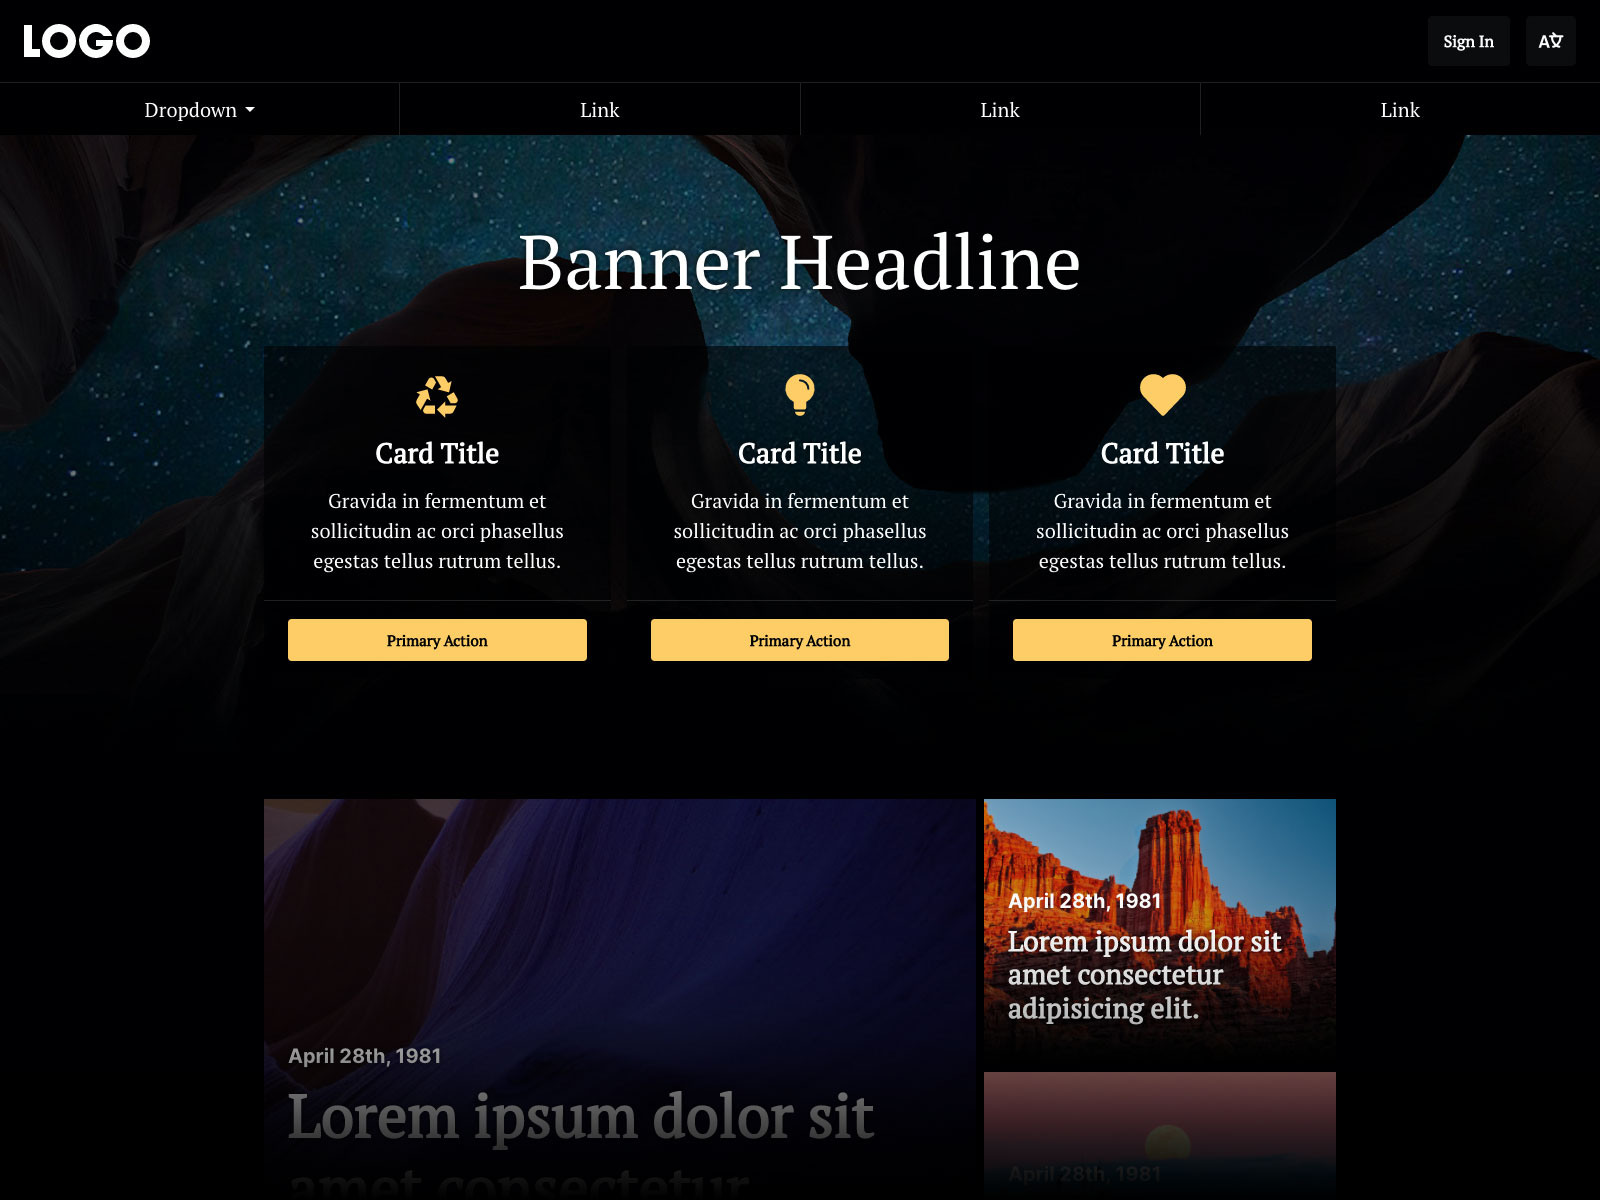 LOGO
Sign In
Dropdown
Link
Link
Link
Banner Headline
Card Title
Gravida in fermentum et
sollicitudin ac orci phasellus
egestas tellus rutrum tellus.
Primary Action
Card Title
Gravida in fermentum et
sollicitudin ac orci phasellus
egestas tellus rutrum tellus.
Primary Action
Card Title
Gravida in fermentum et
sollicitudin ac orci phasellus
egestas tellus rutrum tellus.
Primary Action
April 28th, 1981
Lorem ipsum dolor sit
amet consectetur
April 28th, 1981
Lorem ipsum dolor sit
amet consectetur
adipisicing elit.
April 28th, 1981